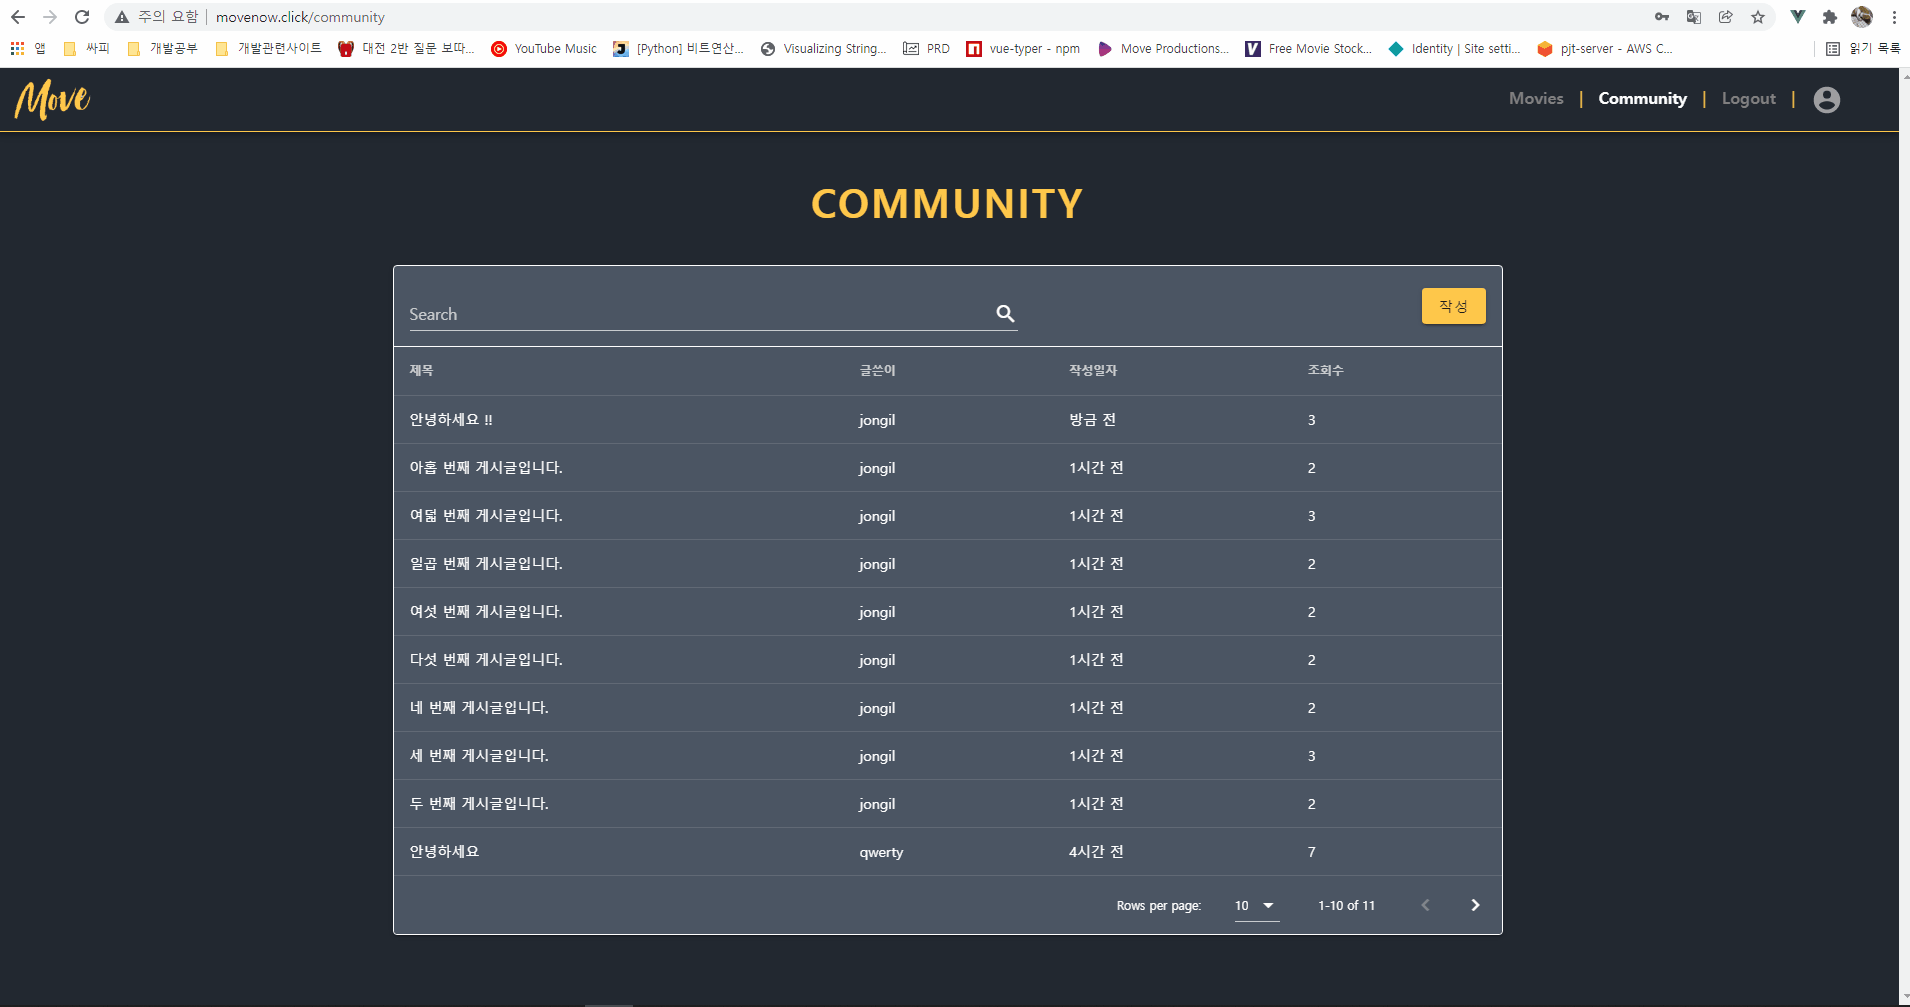 주의 요함 movenow.click/community
앱 싸피 개발공부 개발관련사이트 대전 2반 질문 보따... YouTube Music [Python] 비트연산... Visualizing String... PRD vue-typer - npm Move Productions... Free Movie Stock... Identity | Site setti... pjt-server - AWS C... 읽기 목록
Move Movies | Community | Logout |
COMMUNITY
Search 작성
제목 글쓴이 작성일자 조회수
안녕하세요 !! jongil 방금 전 3
아홉 번째 게시글입니다. jongil 1시간 전 2
여덟 번째 게시글입니다. jongil 1시간 전 3
일곱 번째 게시글입니다. jongil 1시간 전 2
여섯 번째 게시글입니다. jongil 1시간 전 2
다섯 번째 게시글입니다. jongil 1시간 전 2
네 번째 게시글입니다. jongil 1시간 전 2
세 번째 게시글입니다. jongil 1시간 전 3
두 번째 게시글입니다. jongil 1시간 전 2
안녕하세요 qwerty 4시간 전 7
Rows per page: 10 1-10 of 11